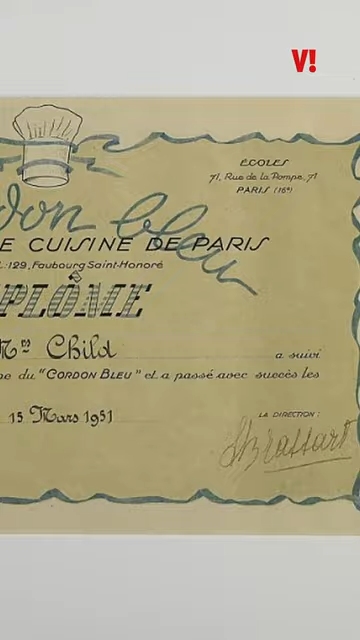 V!
ÉCOLES
71, Rue de la Pompe, 71
PARIS (16e)
don bleu
E CUISINE DE PARIS
129, Faubourg Saint-Honoré
PLÔME
Mrs Child
a suivi
du "CORDON BLEU" et a passé avec succès les
15 Mars 1951
LA DIRECTION :